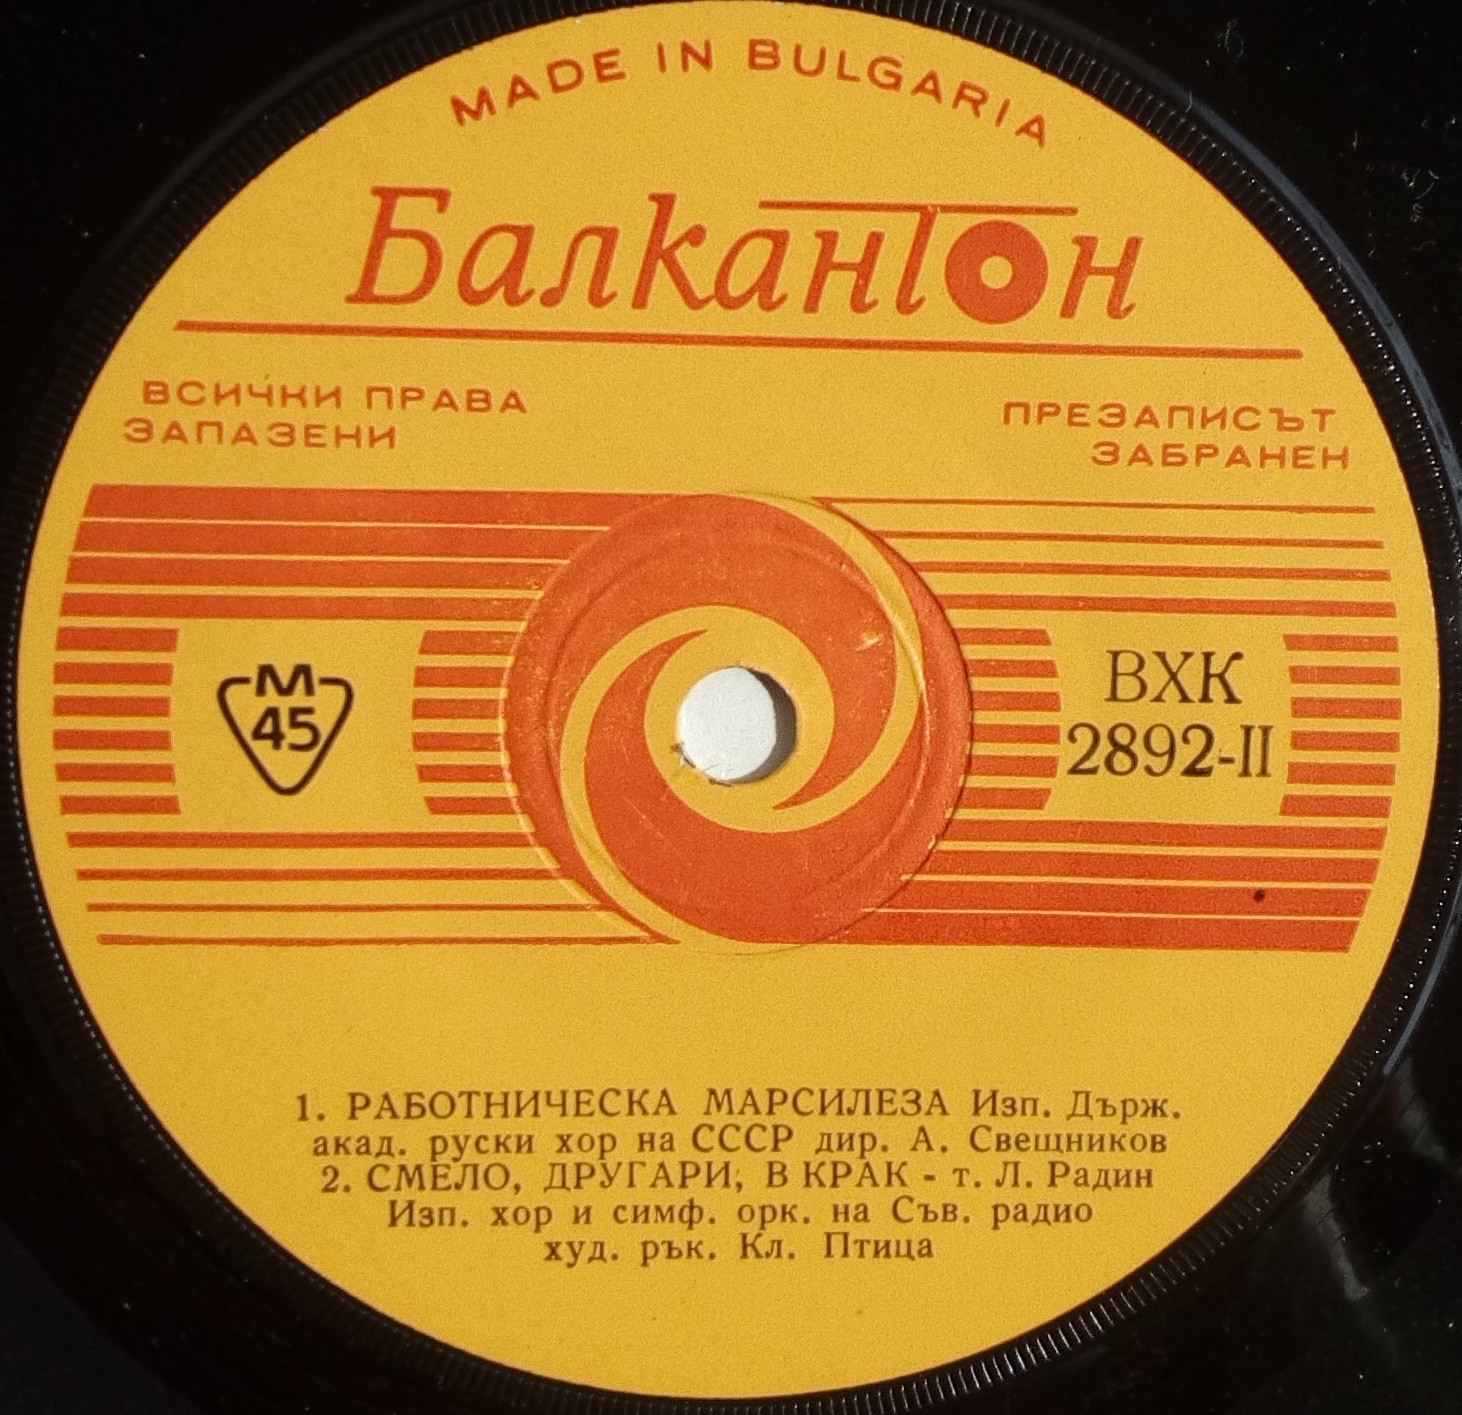 MADE IN BULGARIA
Балкантон
ВСИЧКИ ПРАВА
ЗАПАЗЕНИ
ПРЕЗАПИСЪТ
ЗАБРАНЕН
М
45
ВХК
2892-II
1. РАБОТНИЧЕСКА МАРСИЛЕЗА Изп. Държ.
акад. руски хор на СССР дир. А. Свешников
2. СМЕЛО, ДРУГАРИ, В КРАК - т. Л. Радин
Изп. хор и симф. орк. на Съв. радио
худ. рък. Кл. Птица